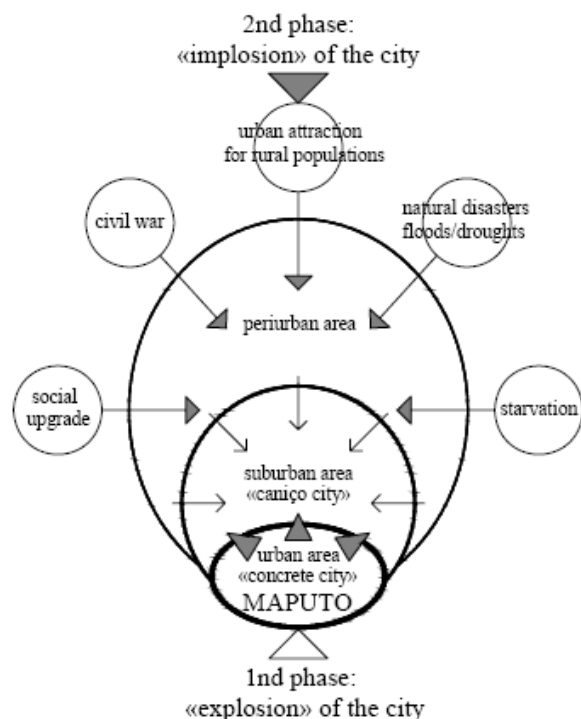 2nd phase:
«implosion» of the city
urban attraction
for rural populations
civil war
natural disasters
floods/droughts
periurban area
social
upgrade
starvation
suburban area
«caniço city»
urban area
«concrete city»
MAPUTO
1nd phase:
«explosion» of the city